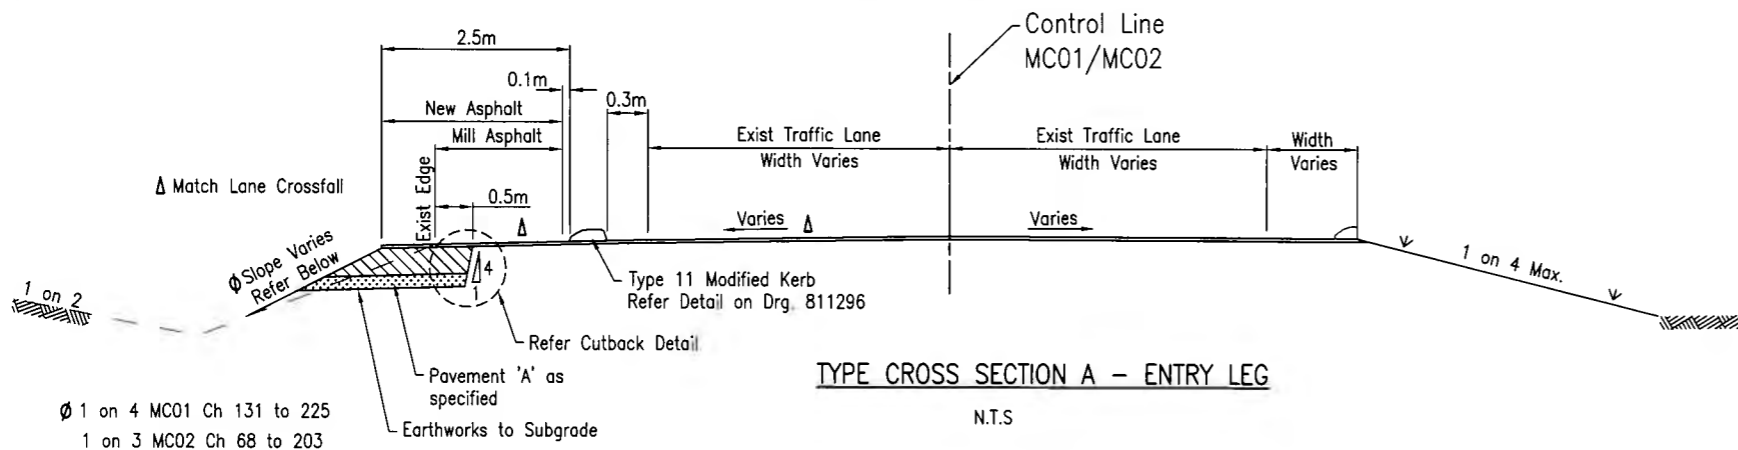 Control Line
MC01/MC02
2.5m
0.1m
0.3m
New Asphalt
Mill Asphalt
Exist Traffic Lane
Width Varies
Exist Traffic Lane
Width Varies
Width
Varies
Δ Match Lane Crossfall
Exist Edge
0.5m
Δ
Varies Δ
Varies
Ø Slope Varies
Refer Below
4
1
1 on 2
1 on 4 Max.
Type 11 Modified Kerb
Refer Detail on Drg. 811296
Refer Cutback Detail
Pavement 'A' as
specified
Earthworks to Subgrade
TYPE CROSS SECTION A – ENTRY LEG
N.T.S
Ø 1 on 4 MC01 Ch 131 to 225
1 on 3 MC02 Ch 68 to 203